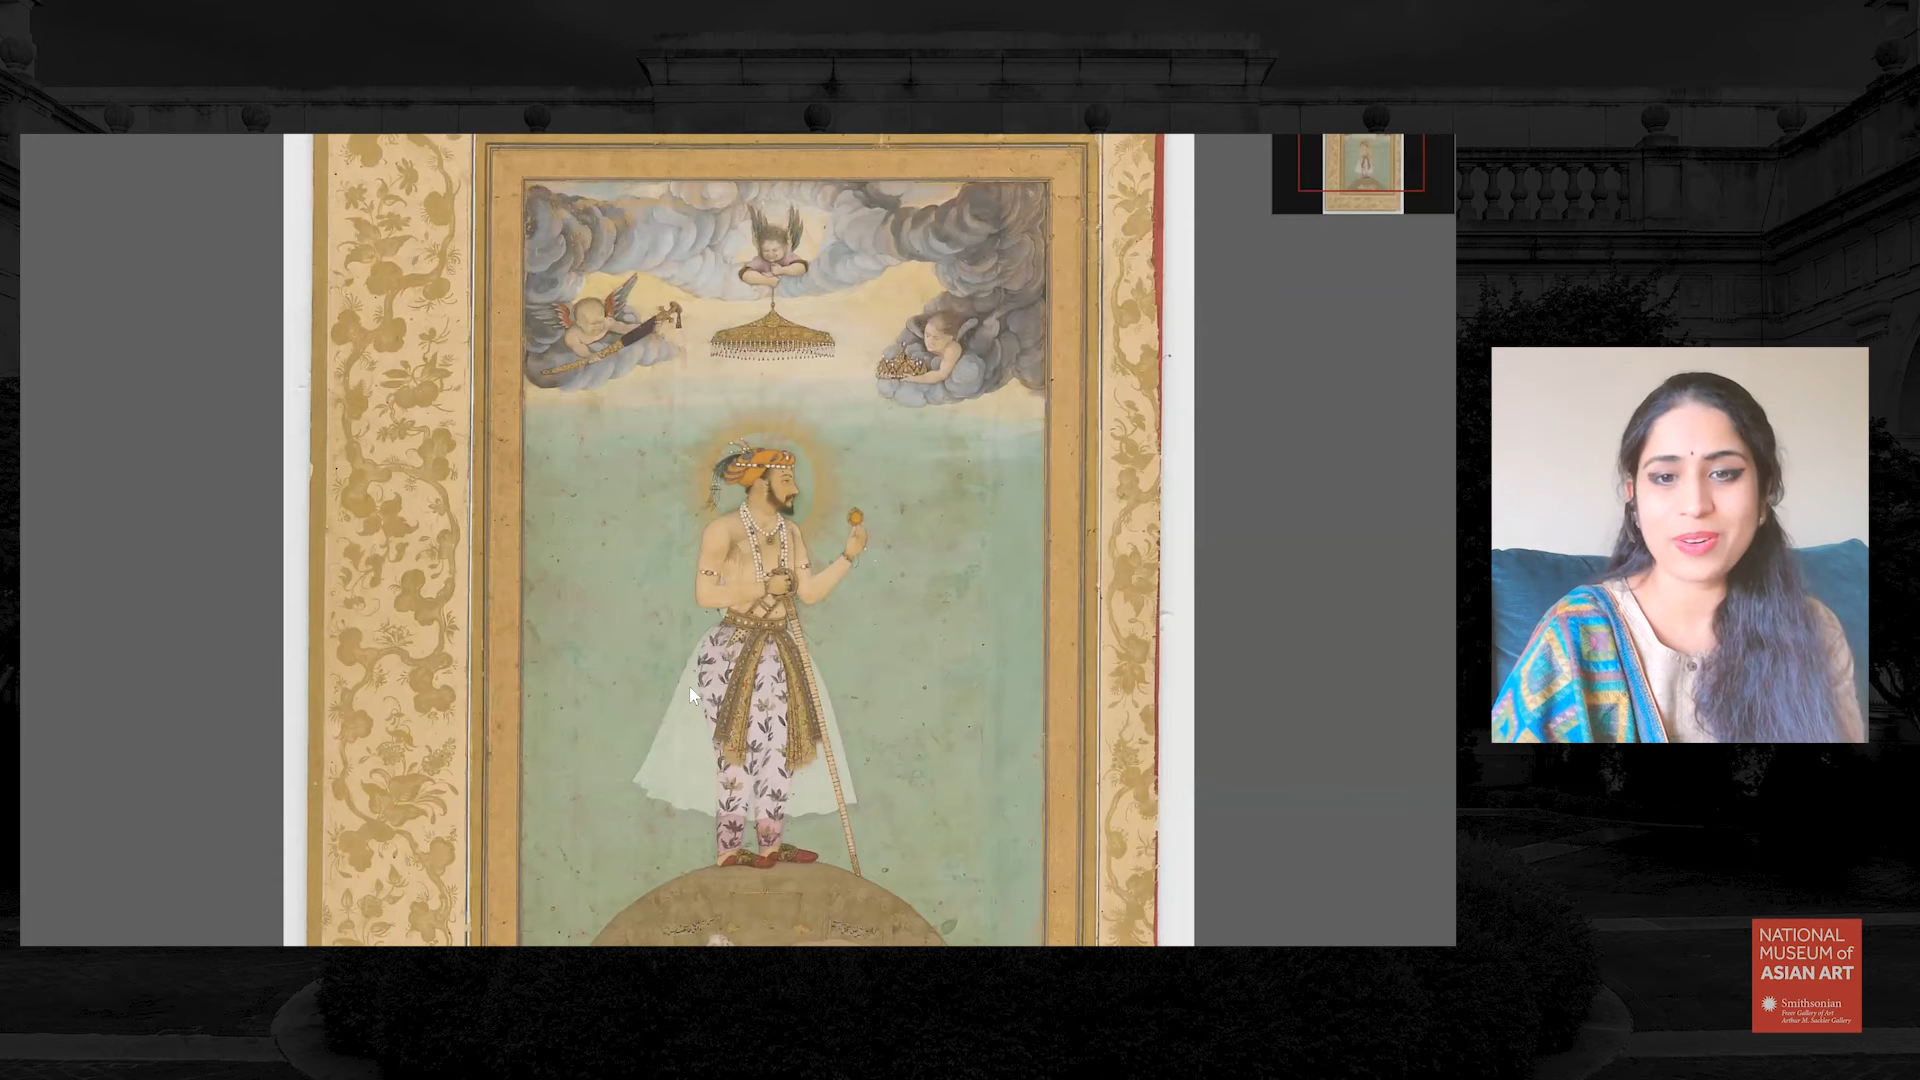 NATIONAL
MUSEUM of
ASIAN ART
Smithsonian
Freer Gallery of Art
Arthur M. Sackler Gallery